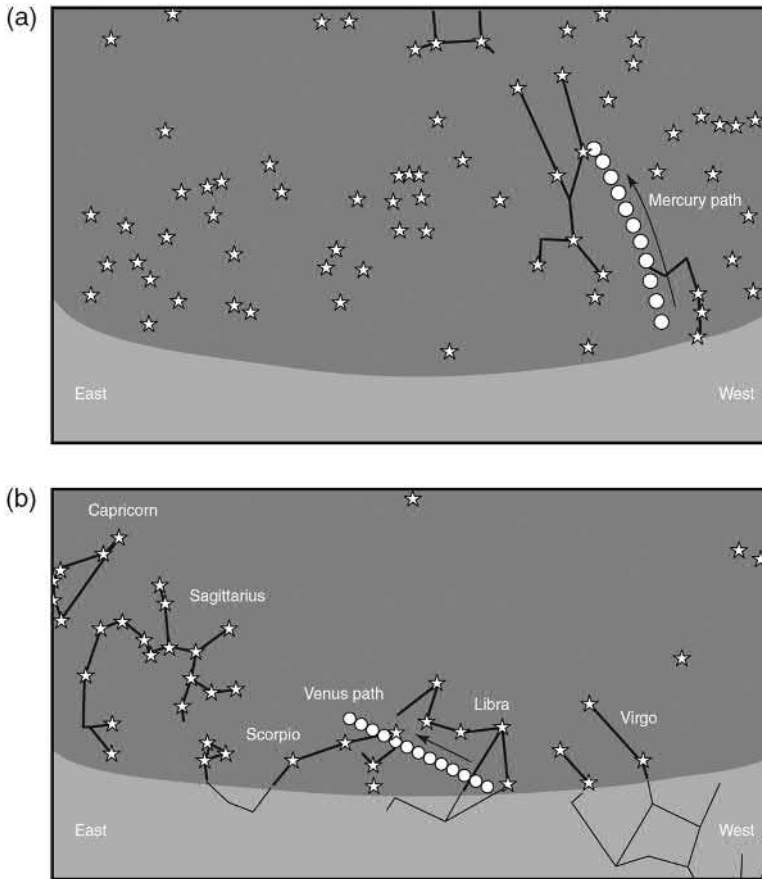 (a)
Mercury path
East
West
(b)
Capricorn
Sagittarius
Venus path
Libra
Scorpio
Virgo
East
West